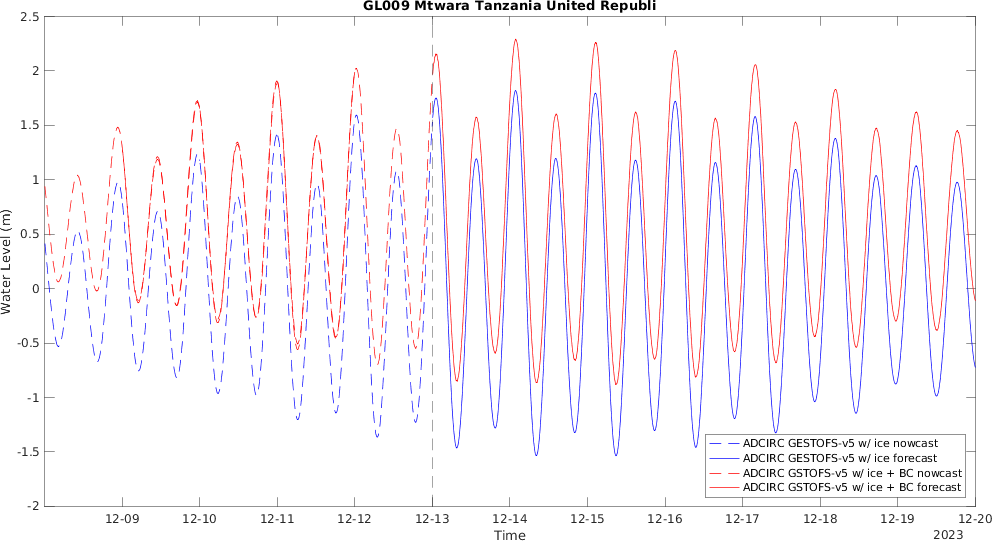 GL009 Mtwara Tanzania United Republi
2.5
2
1.5
1
0.5
0
-0.5
-1
-1.5
-2
Water Level (m)
ADCIRC GESTOFS-v5 w/ ice nowcast
ADCIRC GESTOFS-v5 w/ ice forecast
ADCIRC GSTOFS-v5 w/ ice + BC nowcast
ADCIRC GSTOFS-v5 w/ ice + BC forecast
12-09 12-10 12-11 12-12 12-13 12-14 12-15 12-16 12-17 12-18 12-19 12-20
Time
2023